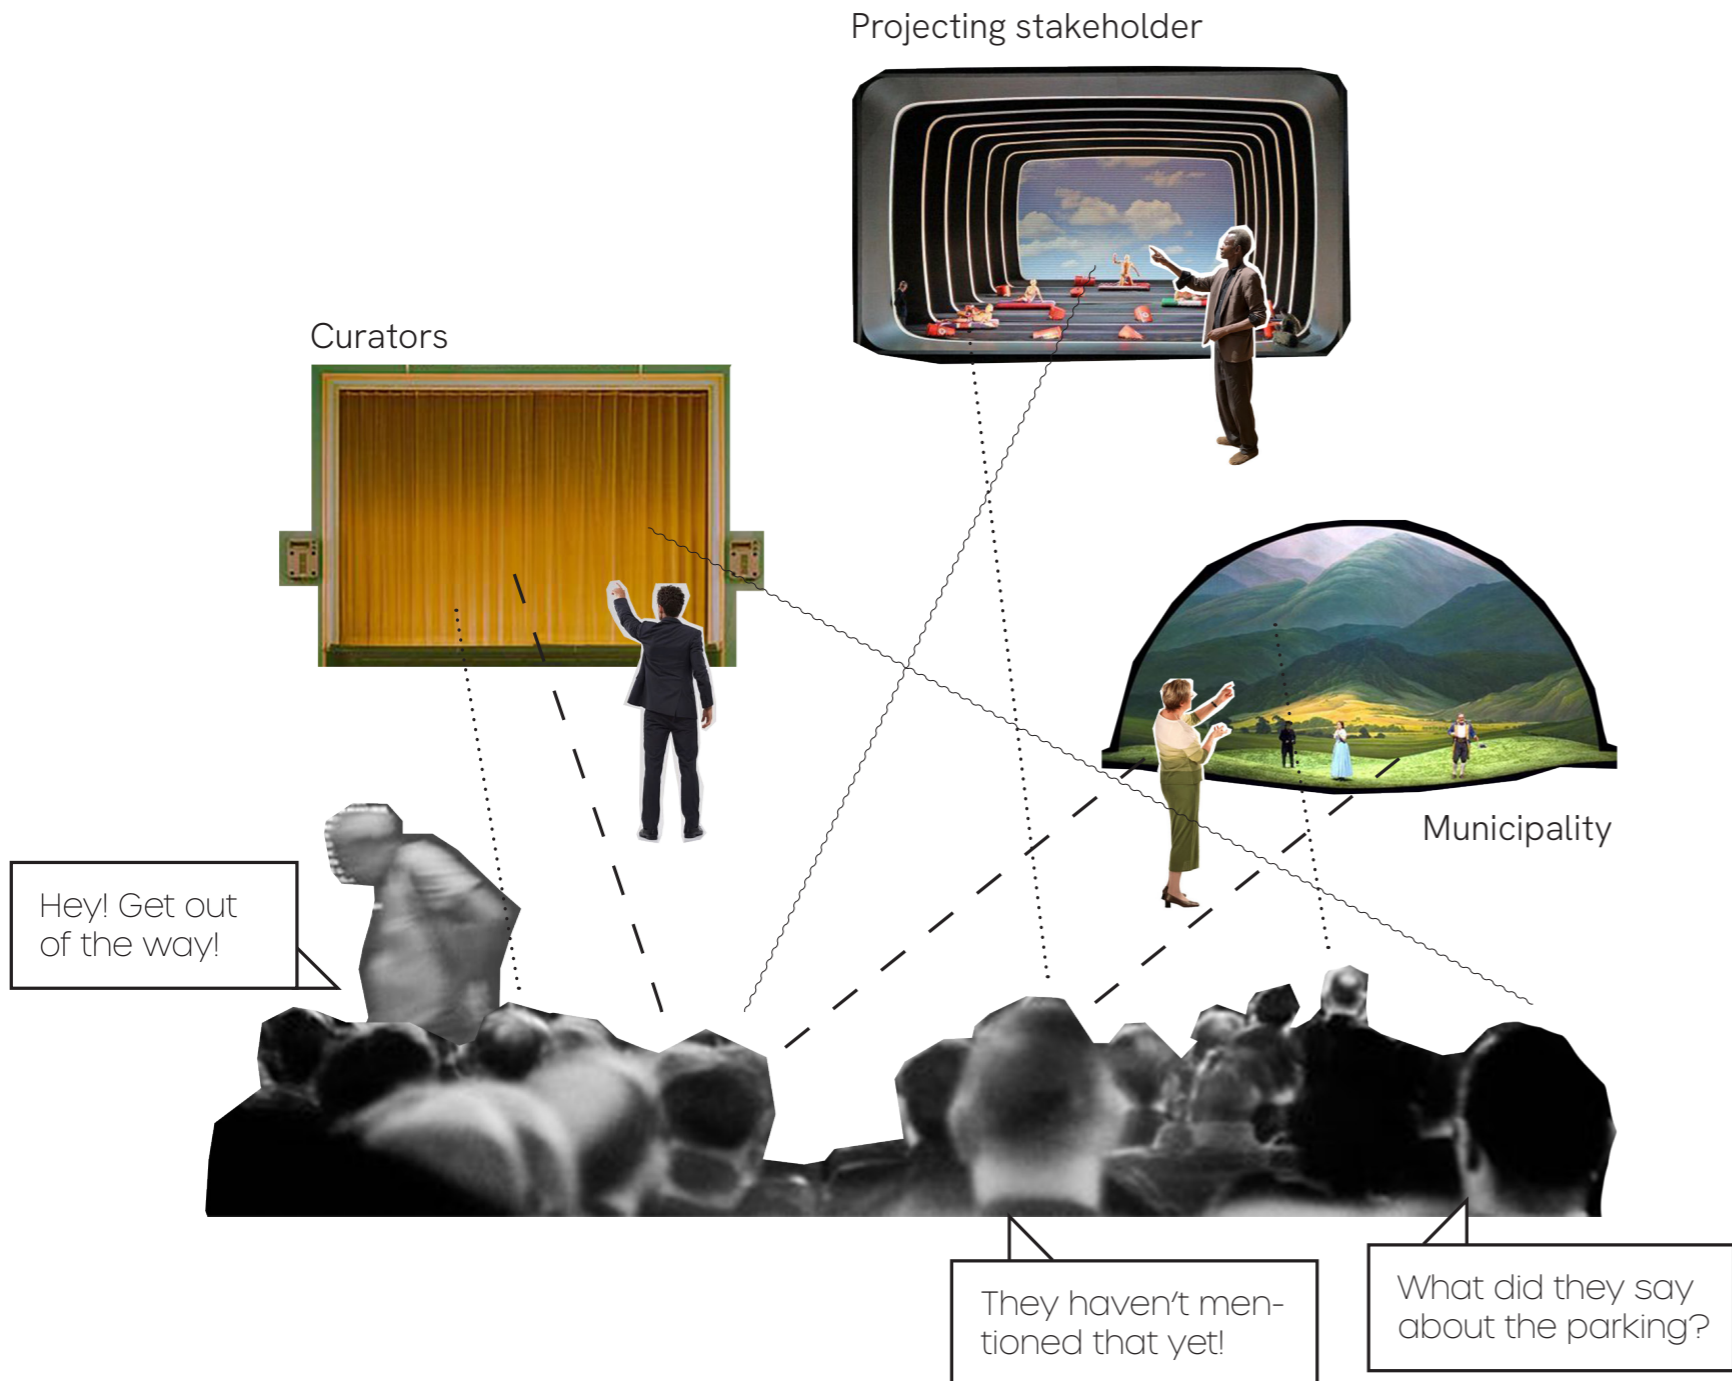 Projecting stakeholder
Curators
Municipality
Hey! Get out
of the way!
They haven't men-
tioned that yet!
What did they say
about the parking?